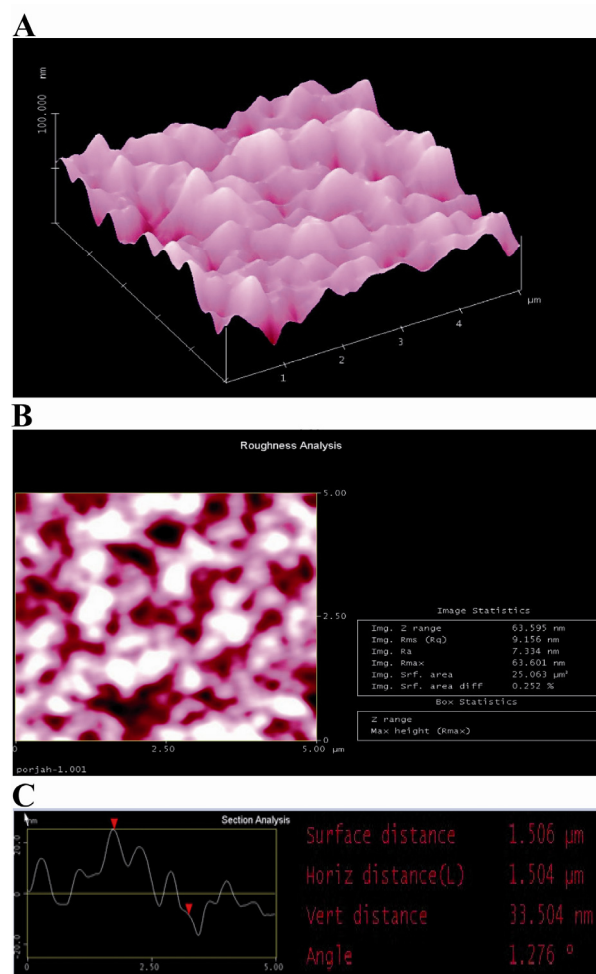 A
nm
100.000
1
2
3
4
µm
B
Roughness Analysis
5.00
2.50
0
0
2.50
5.00
µm
Image Statistics
Img. Z range 63.595 nm
Img. Rms (Rq) 9.156 nm
Img. Ra 7.334 nm
Img. Rmax 63.601 nm
Img. Srf. area 25.063 µm²
Img. Srf. area diff 0.252 %
Box Statistics
Z range
Max height (Rmax)
porjah-1.001
C
nm
Section Analysis
20.0
0
-20.0
0
2.50
5.00
Surface distance 1.506 µm
Horiz distance(L) 1.504 µm
Vert distance 33.504 nm
Angle 1.276 º